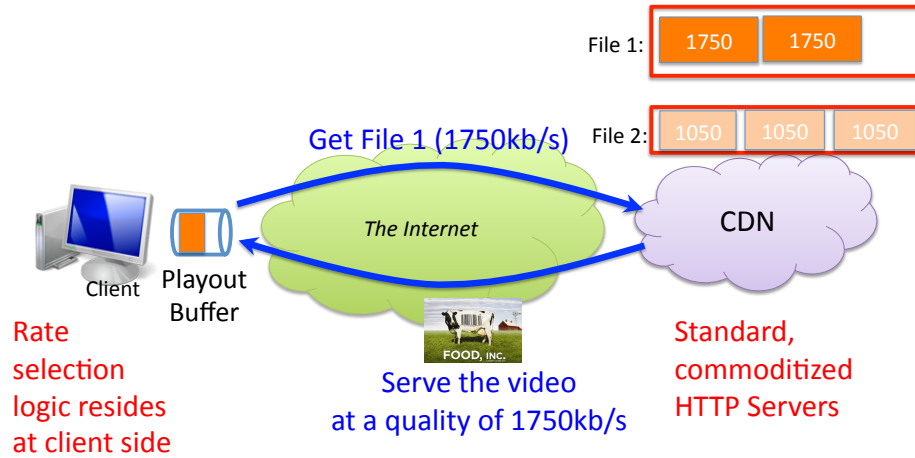 File 1:
1750 1750
File 2:
1050 1050 1050
Get File 1 (1750kb/s)
The Internet
CDN
Client
Playout
Buffer
FOOD, INC.
Rate
selection
logic resides
at client side
Serve the video
at a quality of 1750kb/s
Standard,
commoditized
HTTP Servers